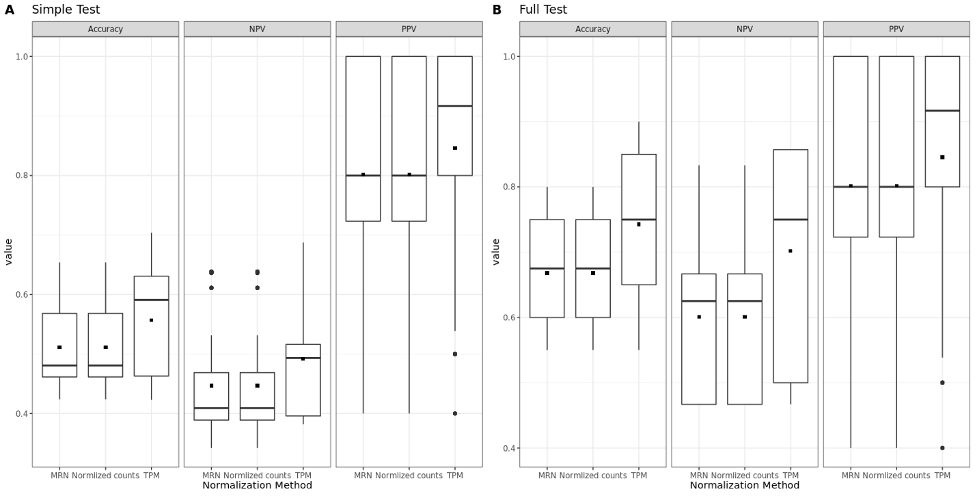 A Simple Test
Accuracy NPV PPV
1.0
0.8
0.6
0.4
value
MRN Normlized counts TPM MRN Normlized counts TPM MRN Normlized counts TPM
Normalization Method
B Full Test
Accuracy NPV PPV
1.0
0.8
0.6
0.4
value
MRN Normlized counts TPM MRN Normlized counts TPM MRN Normlized counts TPM
Normalization Method